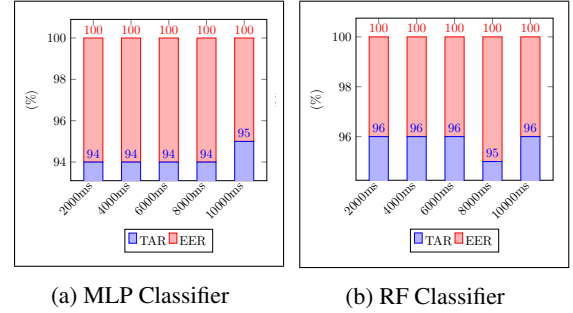 100 100 100 100 100
100
98
96
94
(%)
94 94 94 94 95
2000ms 4000ms 6000ms 8000ms 10000ms
TAR EER
(a) MLP Classifier
100 100 100 100 100
100
98
96
(%)
96 96 96 95 96
2000ms 4000ms 6000ms 8000ms 10000ms
TAR EER
(b) RF Classifier